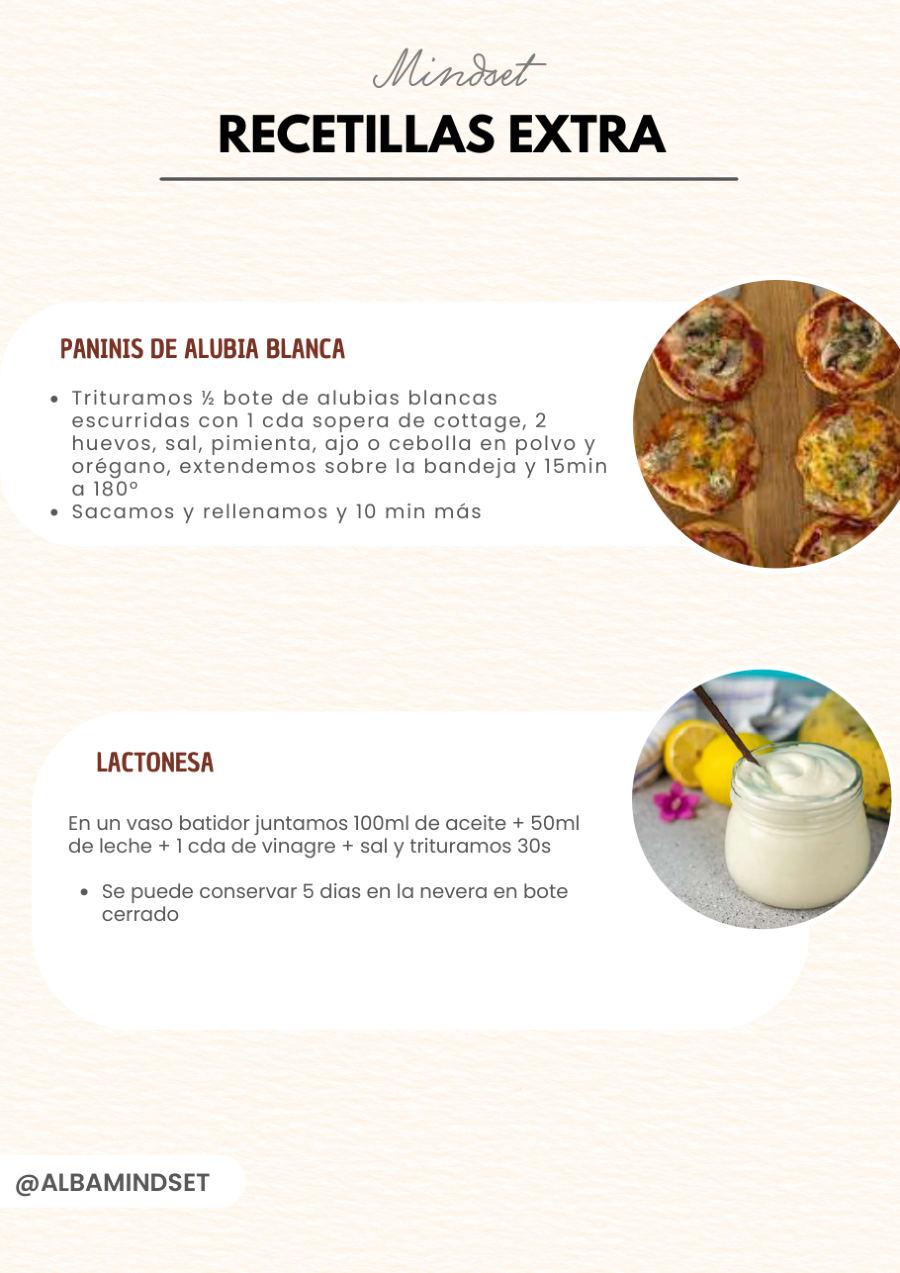 Mindset
RECETILLAS EXTRA
PANINIS DE ALUBIA BLANCA
• Trituramos ½ bote de alubias blancas
escurridas con 1 cda sopera de cottage, 2
huevos, sal, pimienta, ajo o cebolla en polvo y
orégano, extendemos sobre la bandeja y 15min
a 180º
• Sacamos y rellenamos y 10 min más
LACTONESA
En un vaso batidor juntamos 100ml de aceite + 50ml
de leche + 1 cda de vinagre + sal y trituramos 30s
• Se puede conservar 5 dias en la nevera en bote
cerrado
@ALBAMINDSET